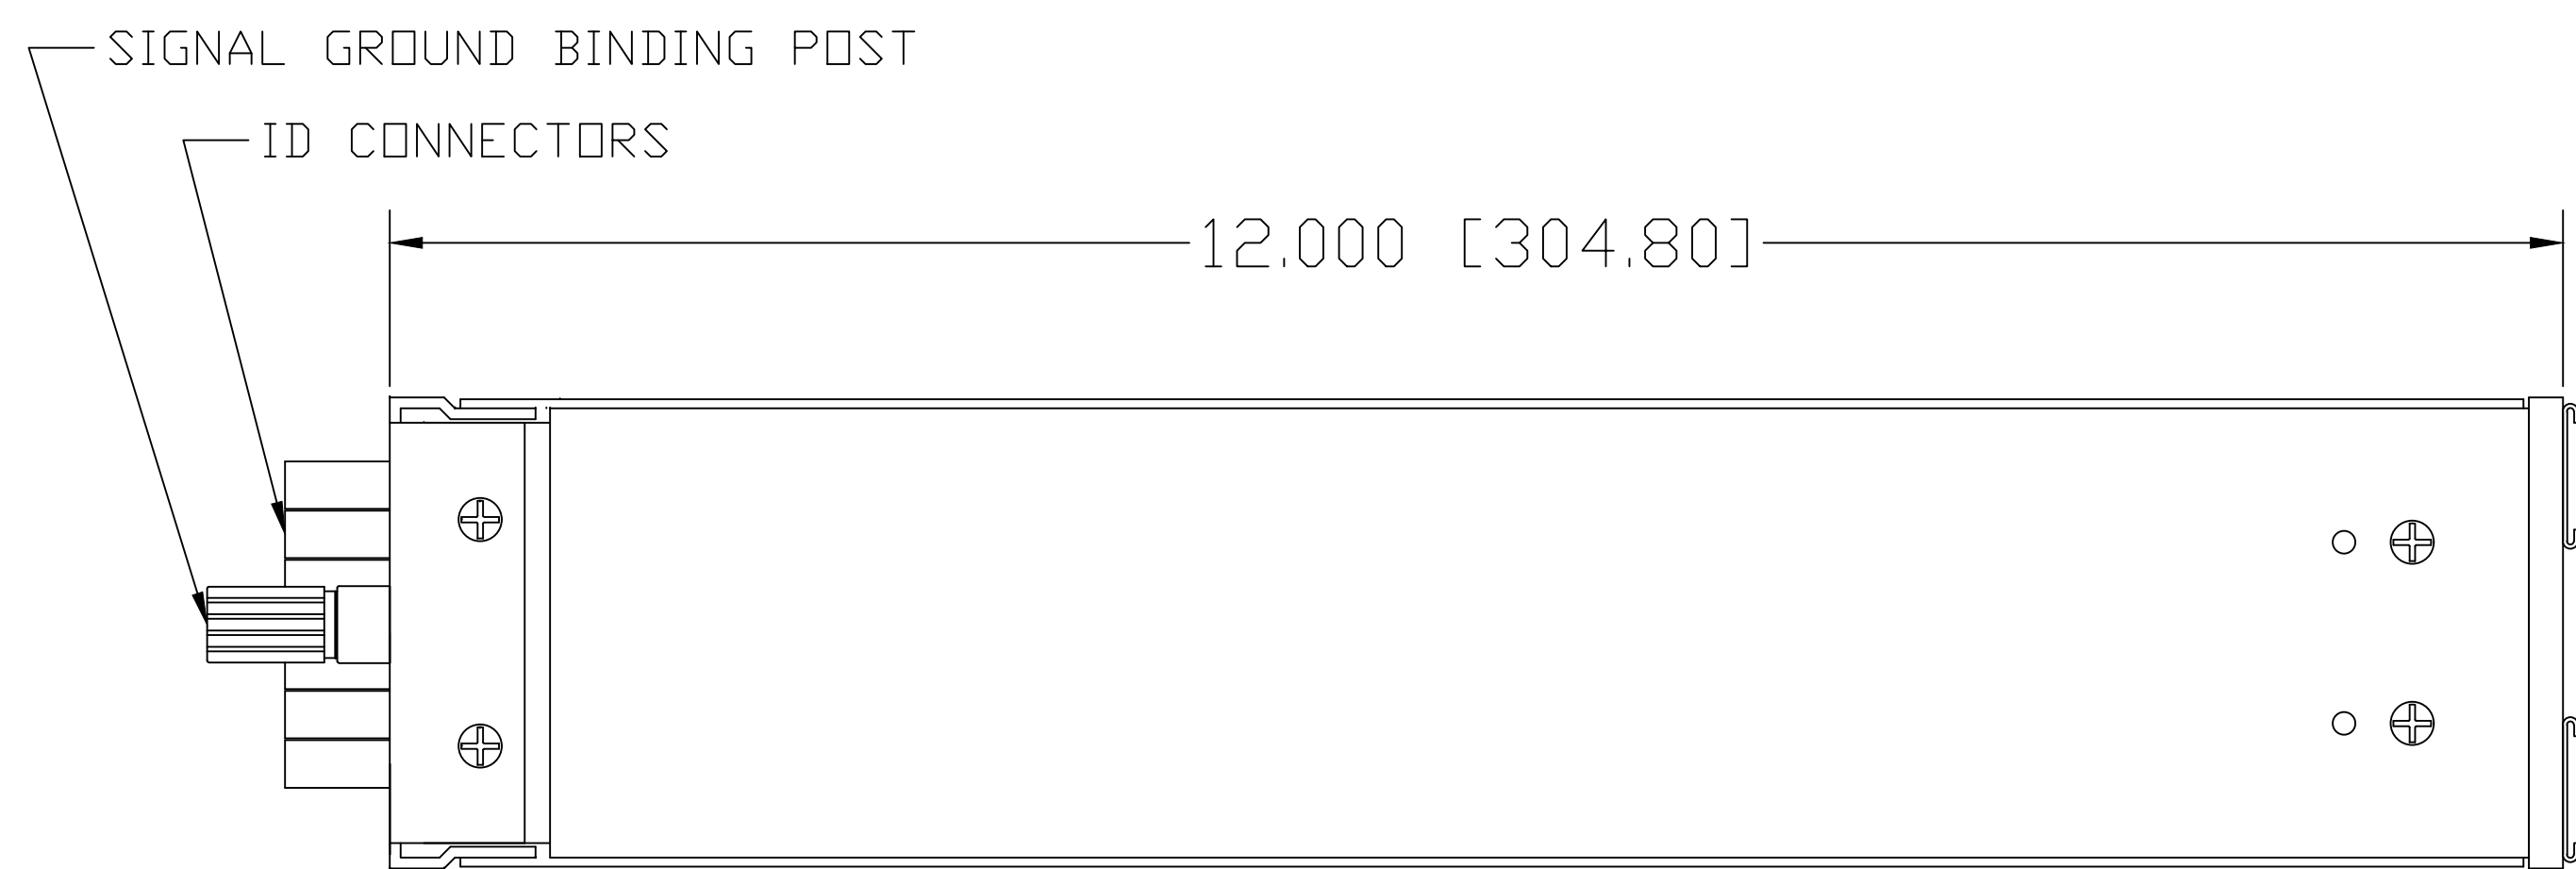 SIGNAL GROUND BINDING POST
ID CONNECTORS
12.000 [304.80]